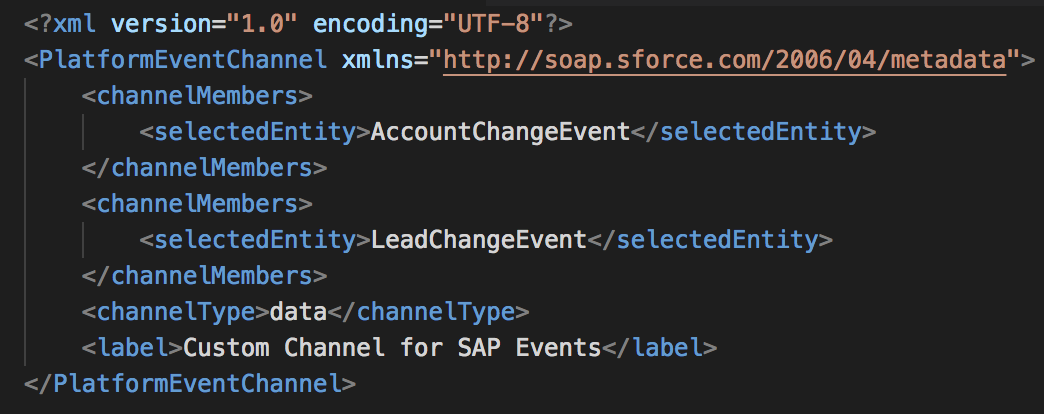 <?xml version="1.0" encoding="UTF-8"?>
<PlatformEventChannel xmlns="http://soap.sforce.com/2006/04/metadata">
    <channelMembers>
        <selectedEntity>AccountChangeEvent</selectedEntity>
    </channelMembers>
    <channelMembers>
        <selectedEntity>LeadChangeEvent</selectedEntity>
    </channelMembers>
    <channelType>data</channelType>
    <label>Custom Channel for SAP Events</label>
</PlatformEventChannel>